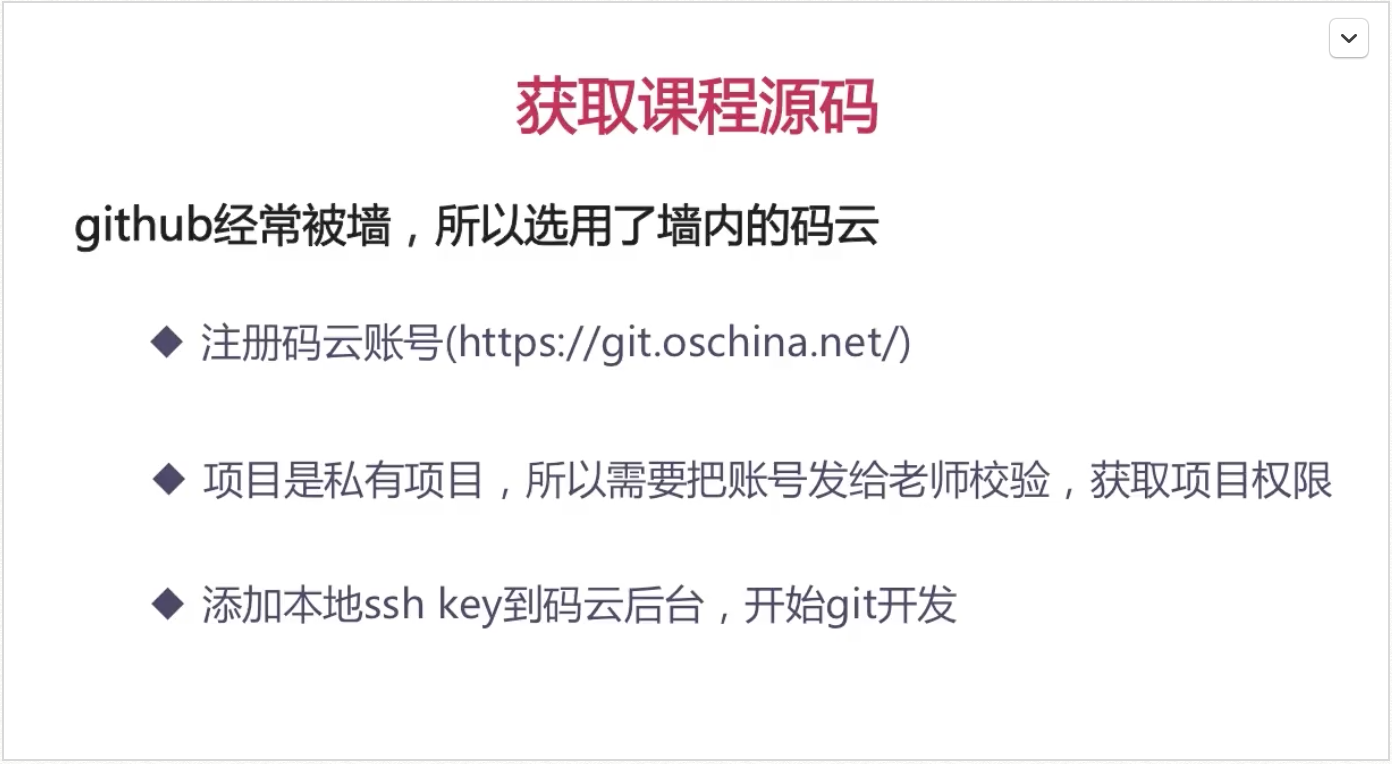 获取课程源码
github经常被墙，所以选用了墙内的码云
注册码云账号(https://git.oschina.net/)
项目是私有项目，所以需要把账号发给老师校验，获取项目权限
添加本地ssh key到码云后台，开始git开发